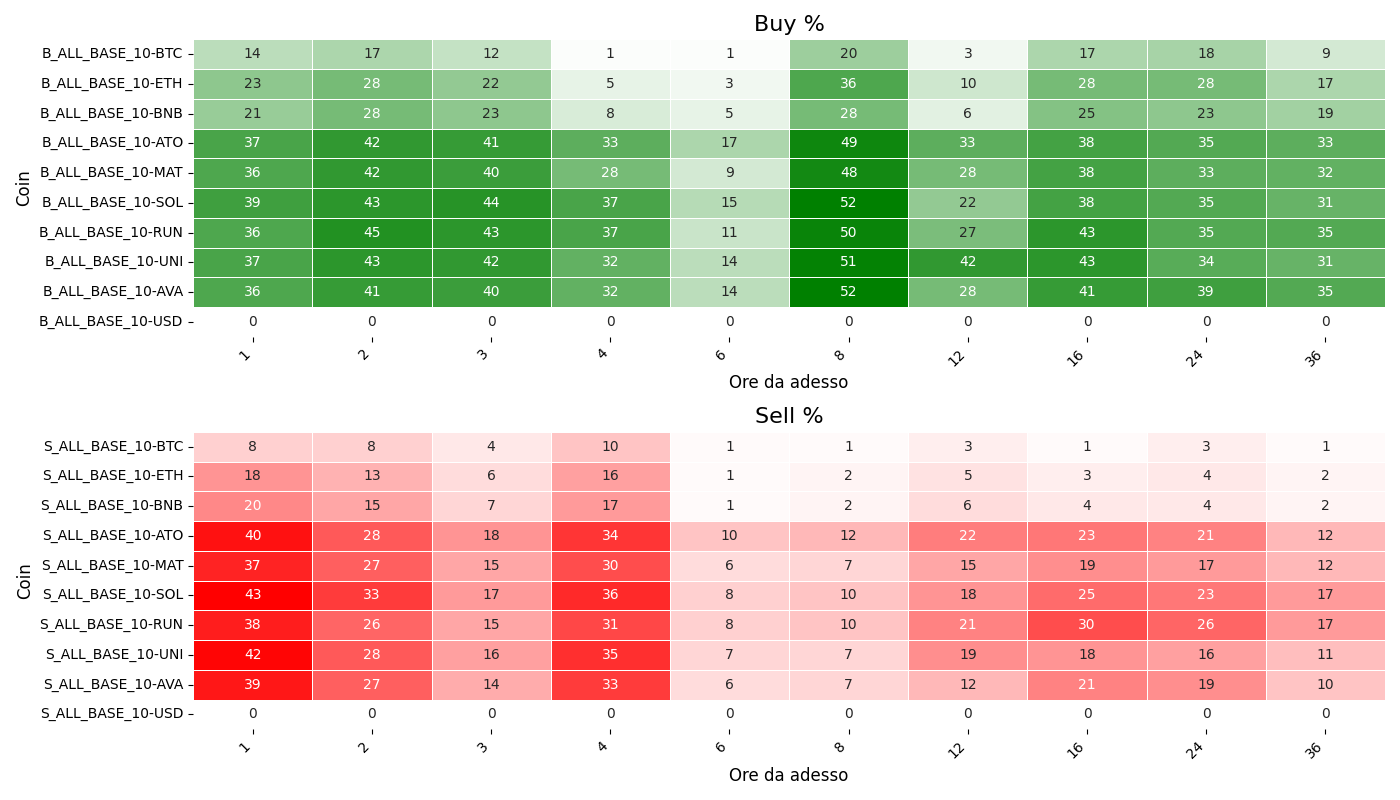 Buy %
Coin
B_ALL_BASE_10-BTC 14 17 12 1 1 20 3 17 18 9
B_ALL_BASE_10-ETH 23 28 22 5 3 36 10 28 28 17
B_ALL_BASE_10-BNB 21 28 23 8 5 28 6 25 23 19
B_ALL_BASE_10-ATO 37 42 41 33 17 49 33 38 35 33
B_ALL_BASE_10-MAT 36 42 40 28 9 48 28 38 33 32
B_ALL_BASE_10-SOL 39 43 44 37 15 52 22 38 35 31
B_ALL_BASE_10-RUN 36 45 43 37 11 50 27 43 35 35
B_ALL_BASE_10-UNI 37 43 42 32 14 51 42 43 34 31
B_ALL_BASE_10-AVA 36 41 40 32 14 52 28 41 39 35
B_ALL_BASE_10-USD 0 0 0 0 0 0 0 0 0 0
1 2 3 4 6 8 12 16 24 36
Ore da adesso
Sell %
Coin
S_ALL_BASE_10-BTC 8 8 4 10 1 1 3 1 3 1
S_ALL_BASE_10-ETH 18 13 6 16 1 2 5 3 4 2
S_ALL_BASE_10-BNB 20 15 7 17 1 2 6 4 4 2
S_ALL_BASE_10-ATO 40 28 18 34 10 12 22 23 21 12
S_ALL_BASE_10-MAT 37 27 15 30 6 7 15 19 17 12
S_ALL_BASE_10-SOL 43 33 17 36 8 10 18 25 23 17
S_ALL_BASE_10-RUN 38 26 15 31 8 10 21 30 26 17
S_ALL_BASE_10-UNI 42 28 16 35 7 7 19 18 16 11
S_ALL_BASE_10-AVA 39 27 14 33 6 7 12 21 19 10
S_ALL_BASE_10-USD 0 0 0 0 0 0 0 0 0 0
1 2 3 4 6 8 12 16 24 36
Ore da adesso